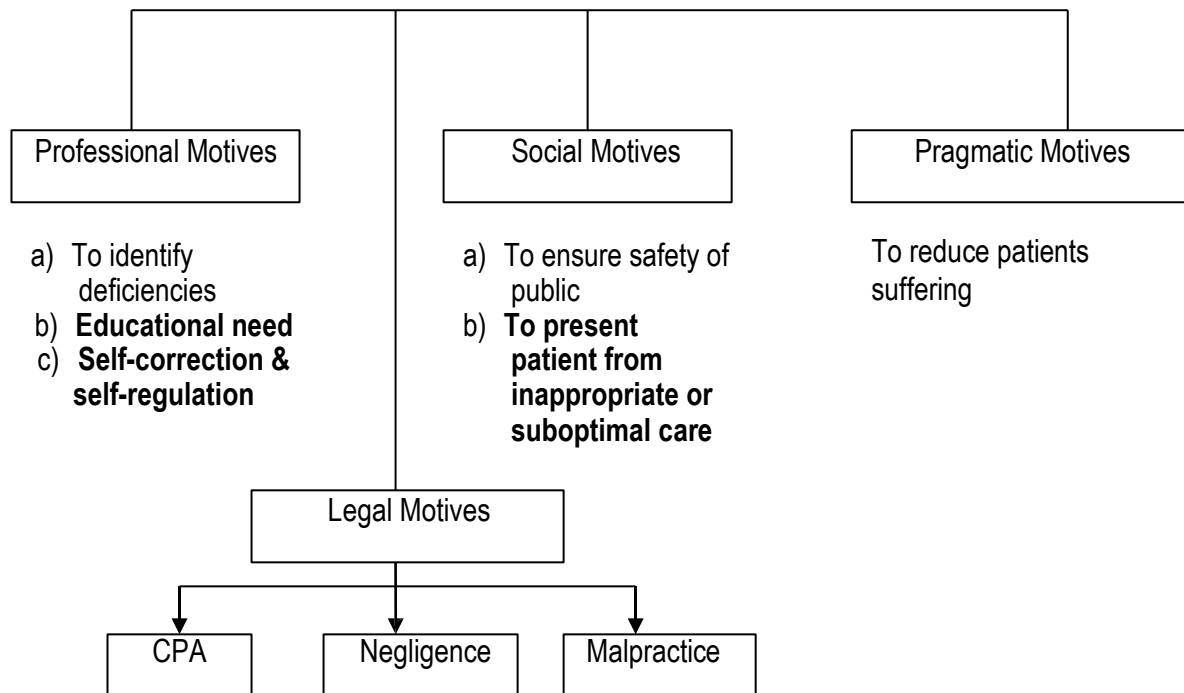 Professional Motives
a) To identify
deficiencies
b) Educational need
c) Self-correction &
self-regulation
Social Motives
a) To ensure safety of
public
b) To present
patient from
inappropriate or
suboptimal care
Pragmatic Motives
To reduce patients
suffering
Legal Motives
CPA
Negligence
Malpractice